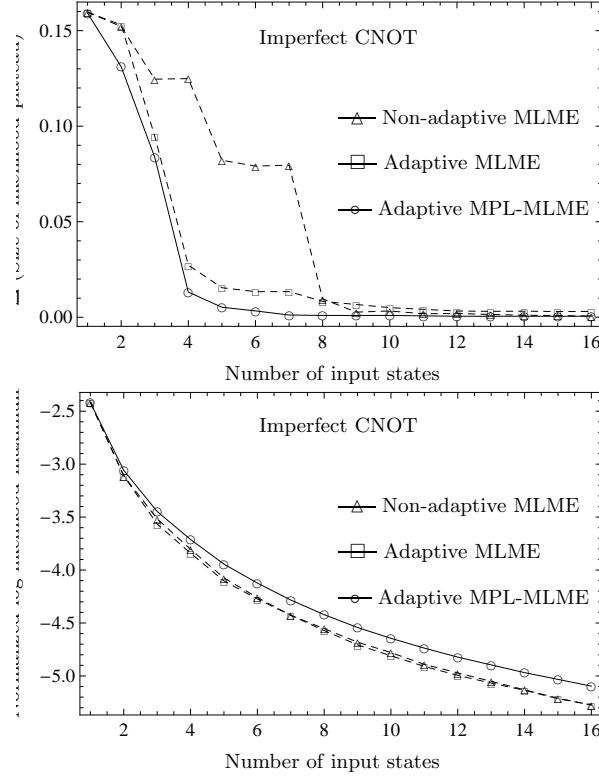 0.15
Imperfect CNOT
Non-adaptive MLME
0.10
Adaptive MLME
Adaptive MPL-MLME
0.05
0.00
2 4 6 8 10 12 14 16
Number of input states
−2.5
Imperfect CNOT
−3.0
Non-adaptive MLME
−3.5
Adaptive MLME
−4.0
Adaptive MPL-MLME
−4.5
−5.0
2 4 6 8 10 12 14 16
Number of input states